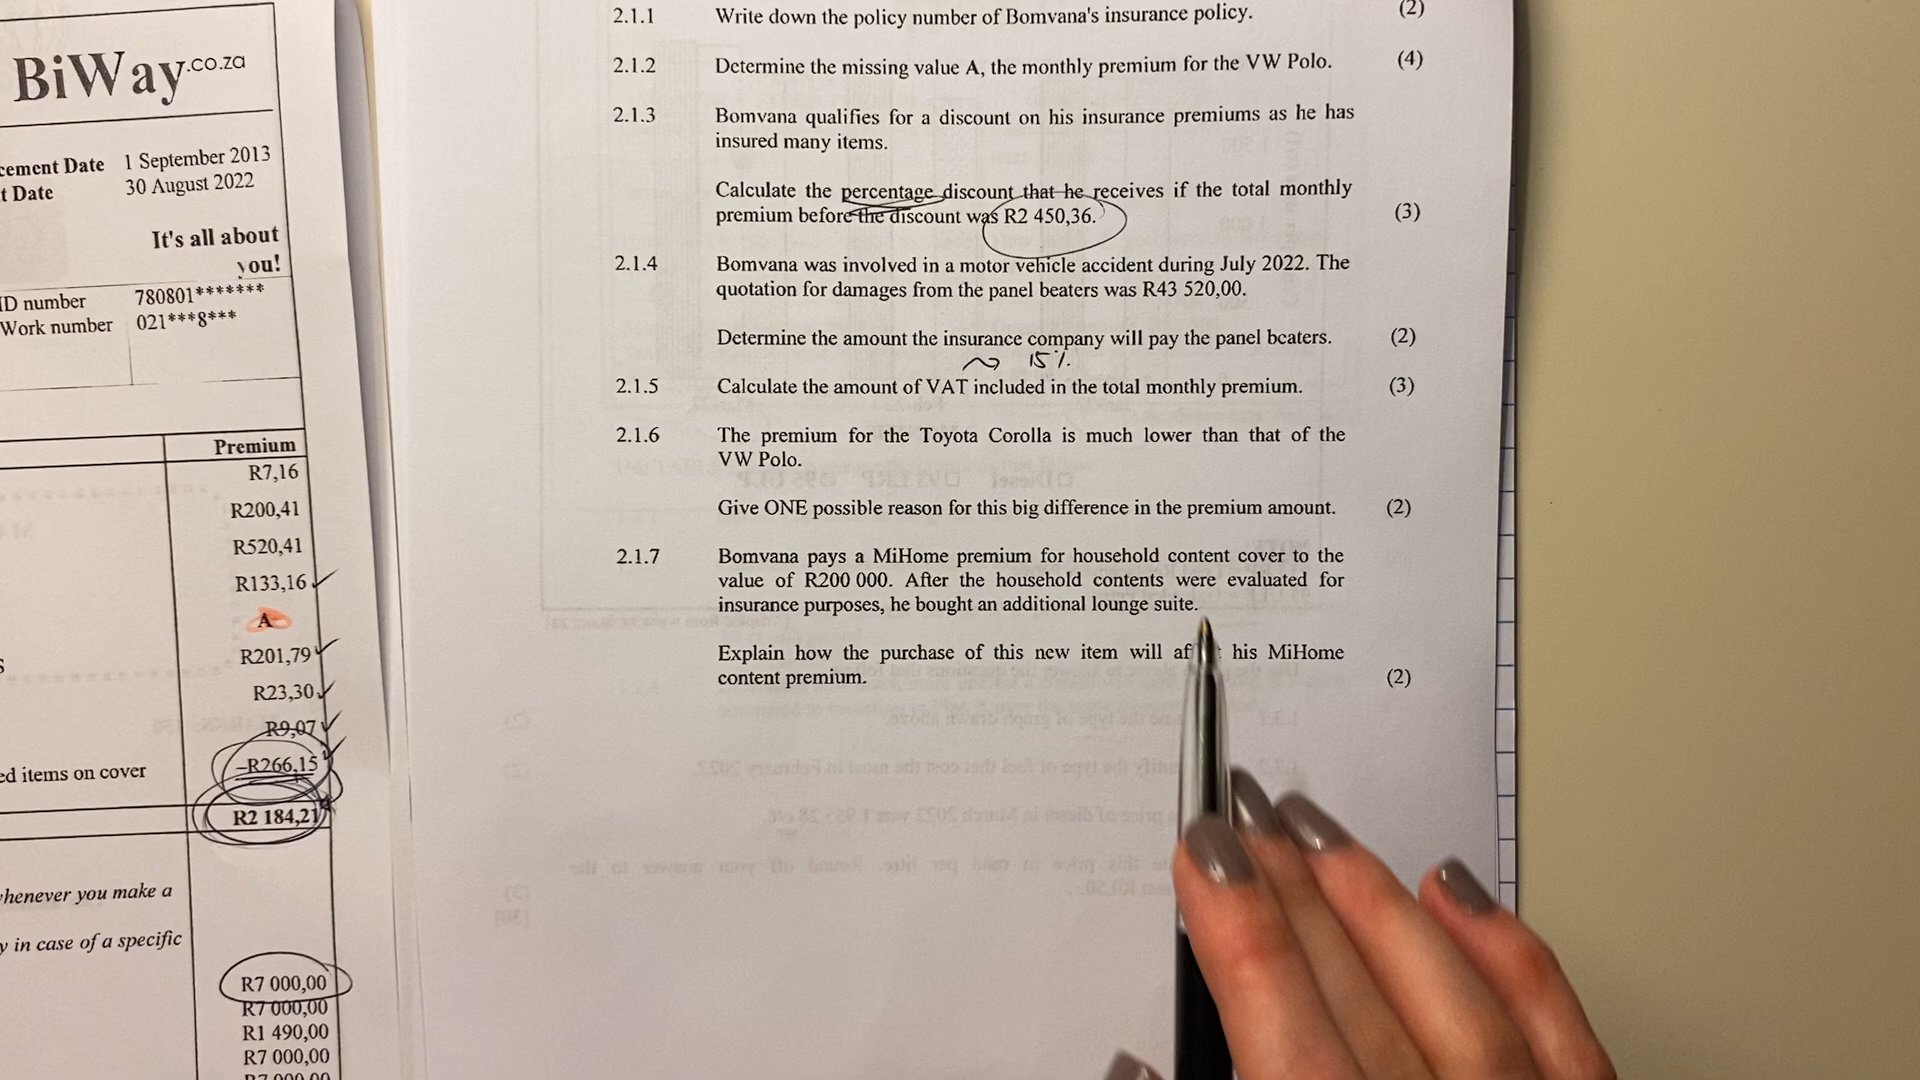 BiWay.co.za
cement Date 1 September 2013
t Date 30 August 2022
It's all about
you!
ID number 780801*******
Work number 021***8***
Premium
R7,16
R200,41
R520,41
R133,16
A
R201,79
R23,30
R9,07
ed items on cover –R266,15
R2 184,21
henever you make a
y in case of a specific
R7 000,00
R7 000,00
R1 490,00
R7 000,00
R7 000,00
2.1.1 Write down the policy number of Bomvana's insurance policy. (2)
2.1.2 Determine the missing value A, the monthly premium for the VW Polo. (4)
2.1.3 Bomvana qualifies for a discount on his insurance premiums as he has
insured many items.
Calculate the percentage discount that he receives if the total monthly
premium before the discount was R2 450,36. (3)
2.1.4 Bomvana was involved in a motor vehicle accident during July 2022. The
quotation for damages from the panel beaters was R43 520,00.
Determine the amount the insurance company will pay the panel beaters. (2)
15%
2.1.5 Calculate the amount of VAT included in the total monthly premium. (3)
2.1.6 The premium for the Toyota Corolla is much lower than that of the
VW Polo.
Give ONE possible reason for this big difference in the premium amount. (2)
2.1.7 Bomvana pays a MiHome premium for household content cover to the
value of R200 000. After the household contents were evaluated for
insurance purposes, he bought an additional lounge suite.
Explain how the purchase of this new item will af t his MiHome
content premium. (2)